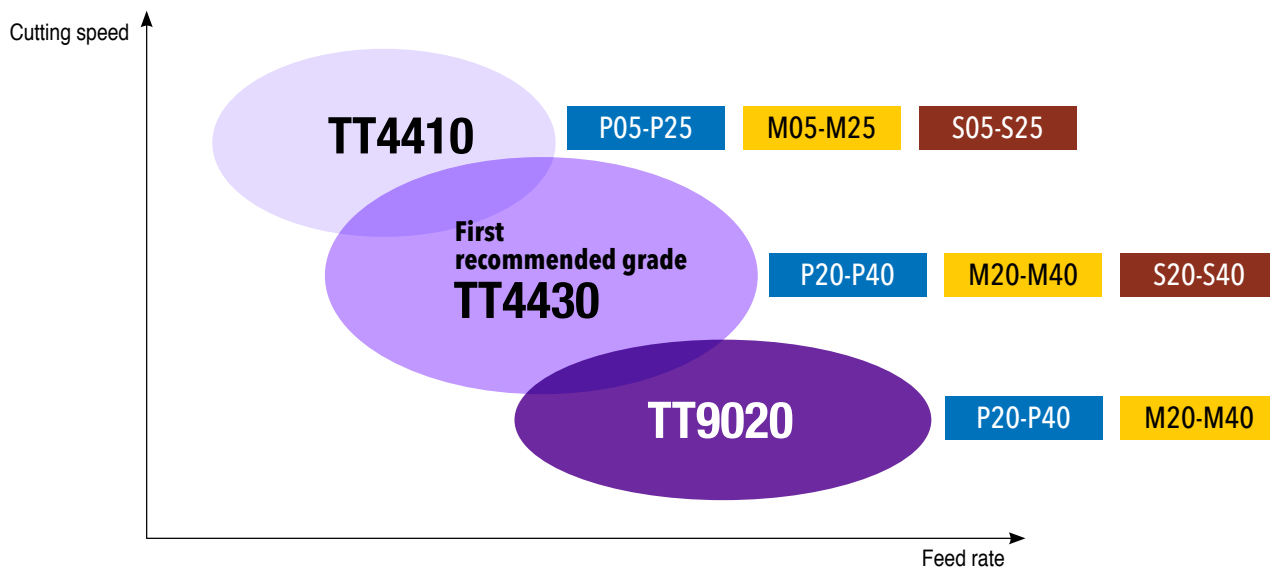 Cutting speed
TT4410
P05-P25
M05-M25
S05-S25
First
recommended grade
TT4430
P20-P40
M20-M40
S20-S40
TT9020
P20-P40
M20-M40
Feed rate